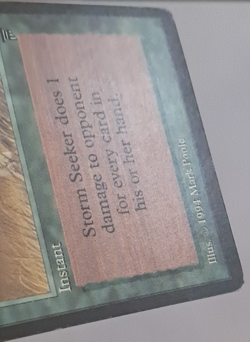 Instant
Storm Seeker does 1
damage to opponent
for every card in
his or her hand.
Illus. © 1994 Mark Poole